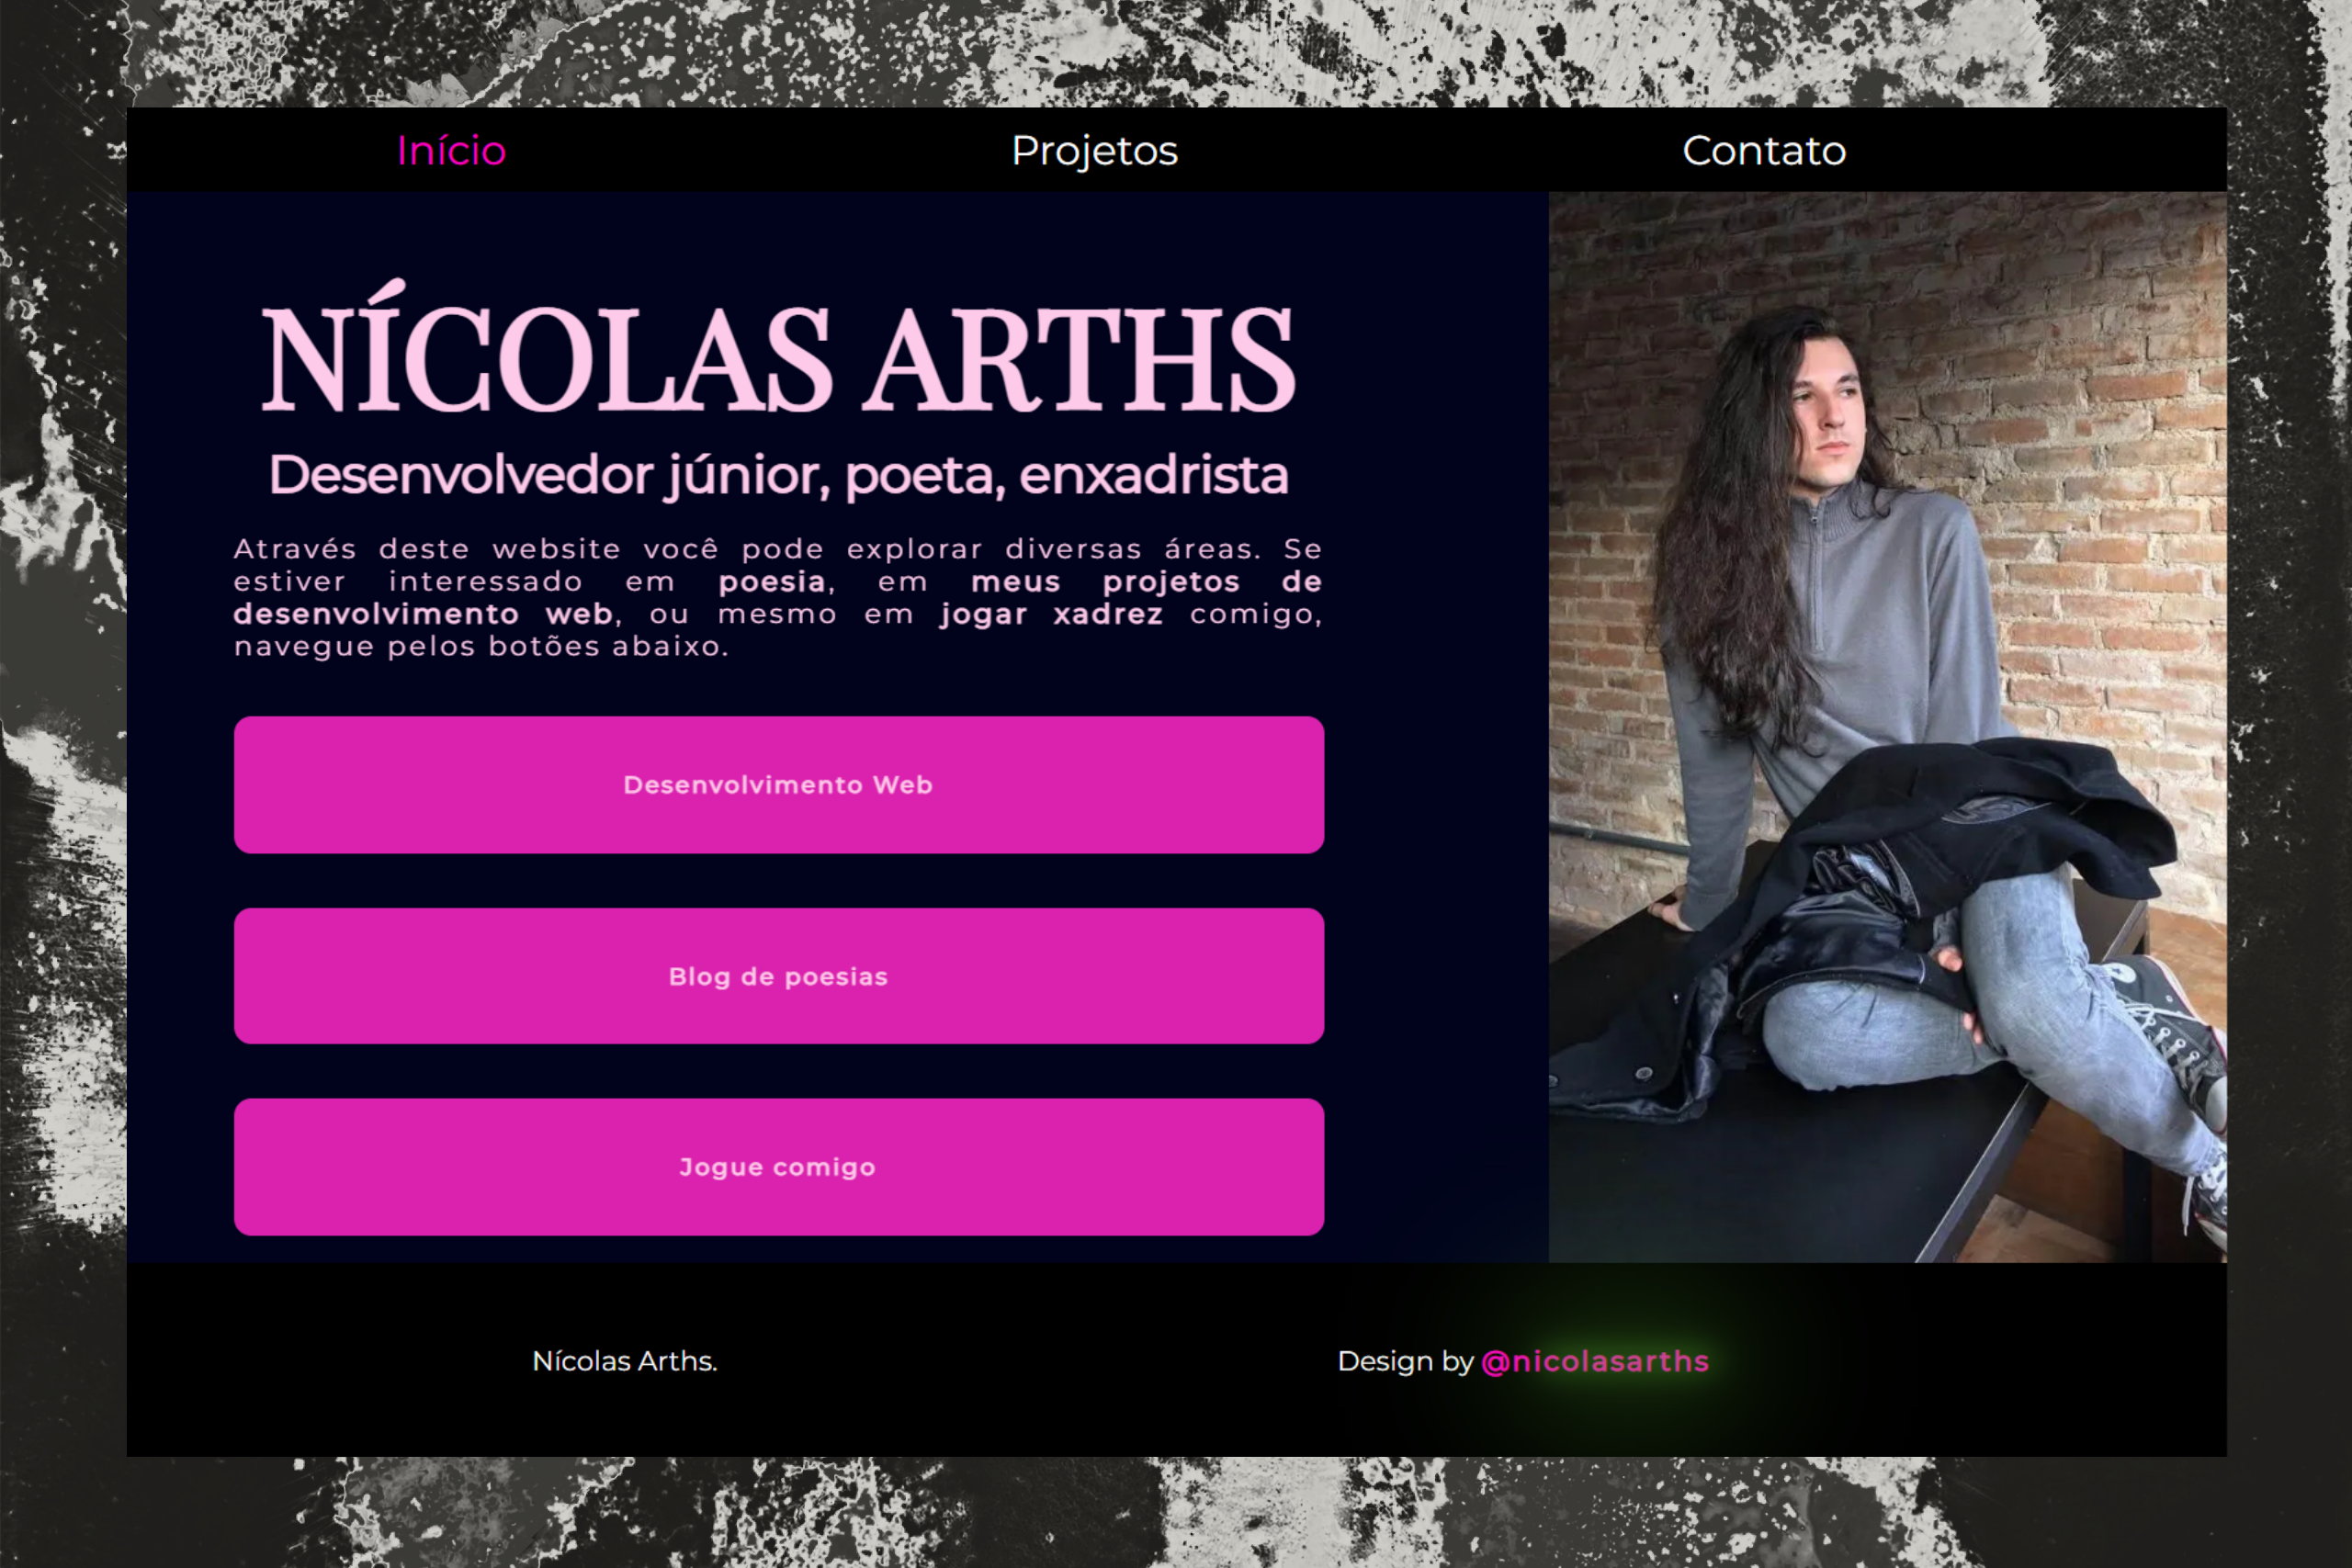 Início Projetos Contato
NÍCOLAS ARTHS
Desenvolvedor júnior, poeta, enxadrista
Através deste website você pode explorar diversas áreas. Se
estiver interessado em poesia, em meus projetos de
desenvolvimento web, ou mesmo em jogar xadrez comigo,
navegue pelos botões abaixo.
Desenvolvimento Web
Blog de poesias
Jogue comigo
Nícolas Arths. Design by @nicolasarths